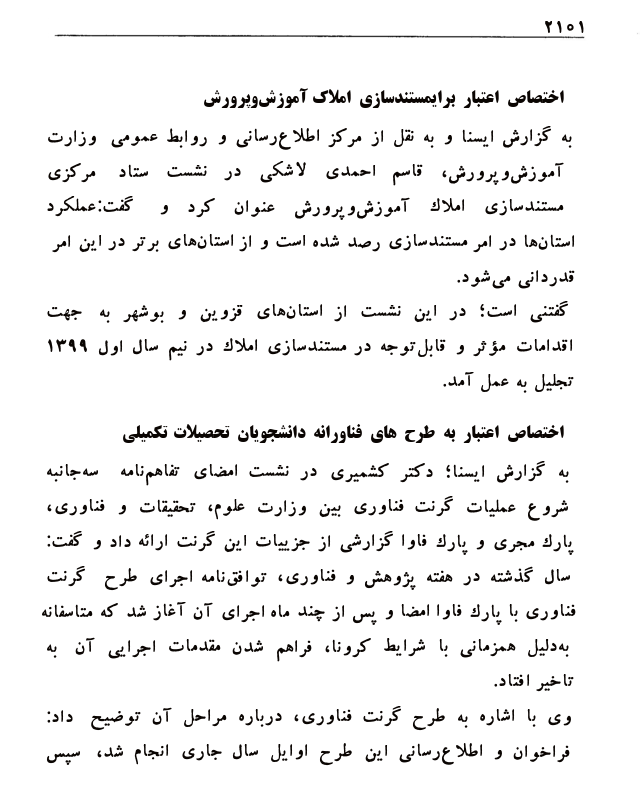 ۲۱۵۱
اختصاص اعتبار برایمستندسازی املاک آموزش‌وپرورش
به گزارش ایسنا و به نقل از مرکز اطلاع‌رسانی و روابط عمومی وزارت
آموزش‌وپرورش، قاسم احمدی لاشکی در نشست ستاد مرکزی
مستندسازی املاک آموزش‌وپرورش عنوان کرد و گفت:عملکرد
استان‌ها در امر مستندسازی رصد شده است و از استان‌های برتر در این امر
قدردانی می‌شود.
گفتنی است؛ در این نشست از استان‌های قزوین و بوشهر به جهت
اقدامات مؤثر و قابل‌توجه در مستندسازی املاک در نیم سال اول ۱۳۹۹
تجلیل به عمل آمد.
اختصاص اعتبار به طرح های فناورانه دانشجویان تحصیلات تکمیلی
به گزارش ایسنا؛ دکتر کشمیری در نشست امضای تفاهم‌نامه سه‌جانبه
شروع عملیات گرنت فناوری بین وزارت علوم، تحقیقات و فناوری،
پارک مجری و پارک فاوا گزارشی از جزییات این گرنت ارائه داد و گفت:
سال گذشته در هفته پژوهش و فناوری، توافق‌نامه اجرای طرح گرنت
فناوری با پارک فاوا امضا و پس از چند ماه اجرای آن آغاز شد که متاسفانه
به‌دلیل همزمانی با شرایط کرونا، فراهم شدن مقدمات اجرایی آن به
تاخیر افتاد.
وی با اشاره به طرح گرنت فناوری، درباره مراحل آن توضیح داد:
فراخوان و اطلاع‌رسانی این طرح اوایل سال جاری انجام شد، سپس